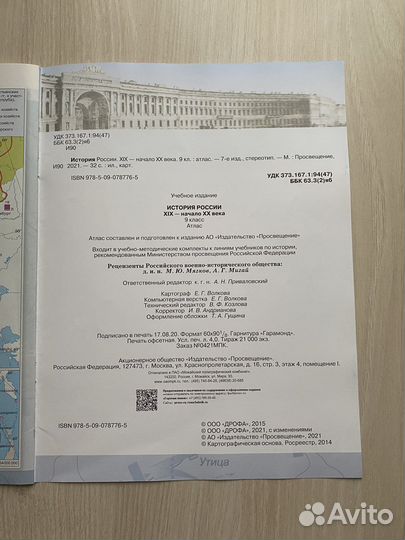 УДК 373.167.1:94(47)
ББК 63.3(2)я6
И90
История России. XIX — начало XX века. 9 кл. : атлас. — 7-е изд., стереотип. — М. : Просвещение,
И90 2021. — 32 с. : ил., карт.
ISBN 978-5-09-078776-5
УДК 373.167.1:94(47)
ББК 63.3(2)я6
Учебное издание
ИСТОРИЯ РОССИИ
XIX — начало XX века
9 класс
Атлас
Атлас составлен и подготовлен к изданию АО «Издательство «Просвещение»
Входит в учебно-методические комплекты к линиям учебников по истории,
рекомендованным Министерством просвещения Российской Федерации
Рецензенты Российского военно-исторического общества:
д. и. н. М. Ю. Мягков, А. Г. Мигай
Ответственный редактор к. г. н. А. Н. Приваловский
Картограф Е. Г. Волкова
Компьютерная верстка Е. Г. Волкова
Технический редактор В. Ф. Козлова
Корректор И. В. Андрианова
Оформление обложки Т. А. Гущина
Подписано в печать 17.08.20. Формат 60х90 1/8. Гарнитура «Гарамонд».
Печать офсетная. Усл. печ. л. 4,0. Тираж 21 000 экз.
Заказ №0421МПК.
Акционерное общество «Издательство «Просвещение».
Российская Федерация, 127473, г. Москва, ул. Краснопролетарская, д. 16, стр. 3, этаж 4, помещение I.
ISBN 978-5-09-078776-5
© ООО «ДРОФА», 2015
© ООО «ДРОФА», 2021, с изменениями
© АО «Издательство «Просвещение», 2021
© Картографическая основа. Росреестр, 2014
Утица
Avito